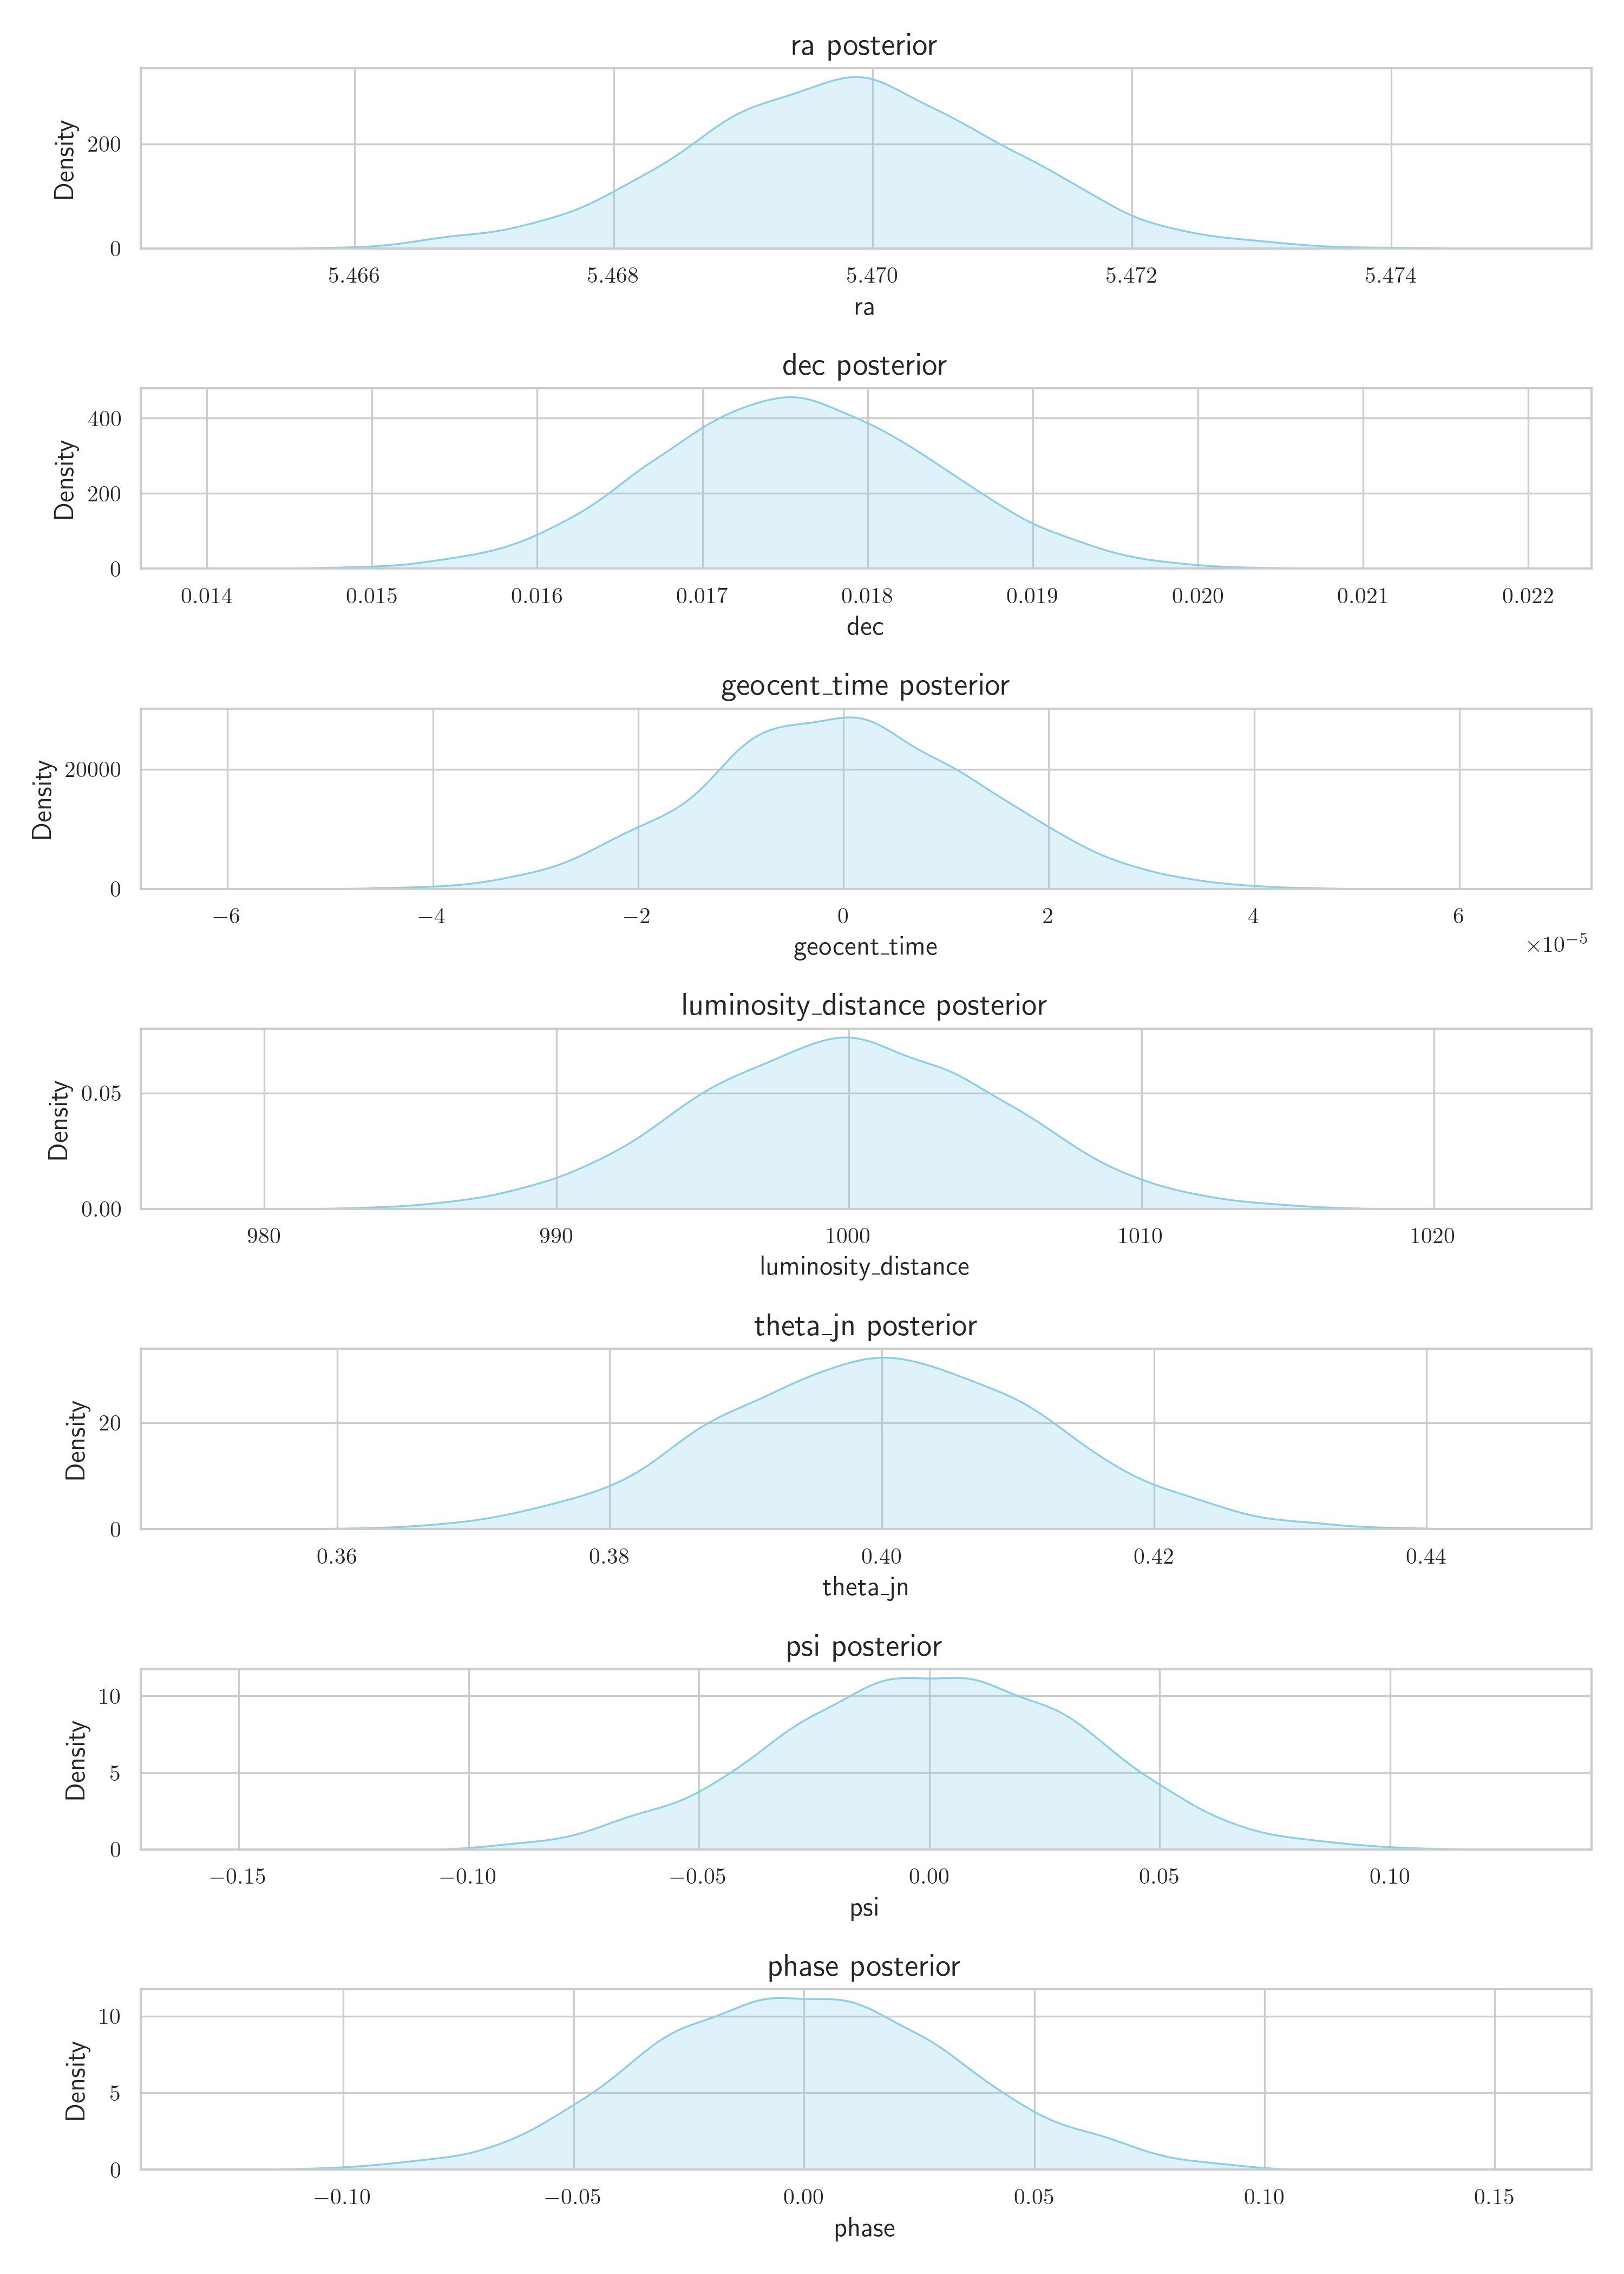 ra posterior
Density
200
0
5.466 5.468 5.470 5.472 5.474
ra
dec posterior
Density
400
200
0
0.014 0.015 0.016 0.017 0.018 0.019 0.020 0.021 0.022
dec
geocent_time posterior
Density
20000
0
−6 −4 −2 0 2 4 6
×10⁻⁵
geocent_time
luminosity_distance posterior
Density
0.05
0.00
980 990 1000 1010 1020
luminosity_distance
theta_jn posterior
Density
20
0
0.36 0.38 0.40 0.42 0.44
theta_jn
psi posterior
Density
10
5
0
−0.15 −0.10 −0.05 0.00 0.05 0.10
psi
phase posterior
Density
10
5
0
−0.10 −0.05 0.00 0.05 0.10 0.15
phase